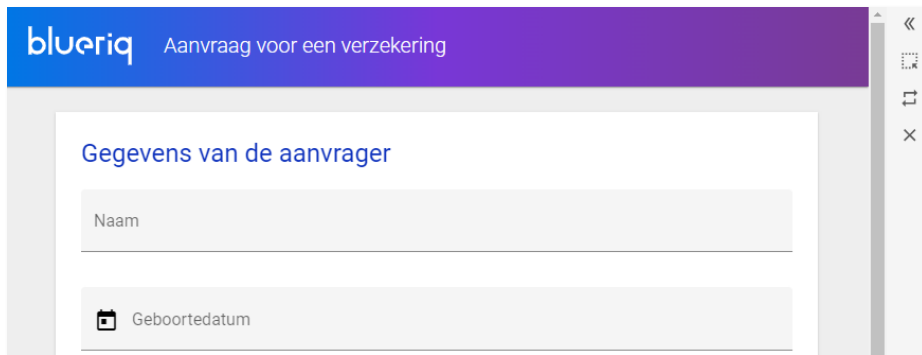 blueriq Aanvraag voor een verzekering
Gegevens van de aanvrager
Naam
Geboortedatum